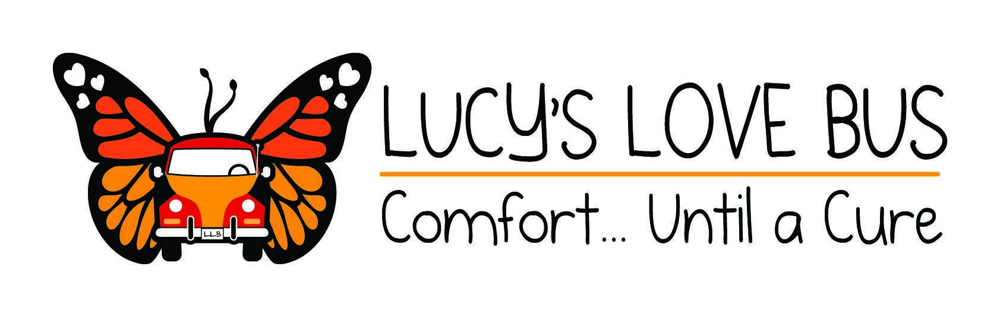 LUCY'S LOVE BUS
Comfort... Until a Cure
LLB